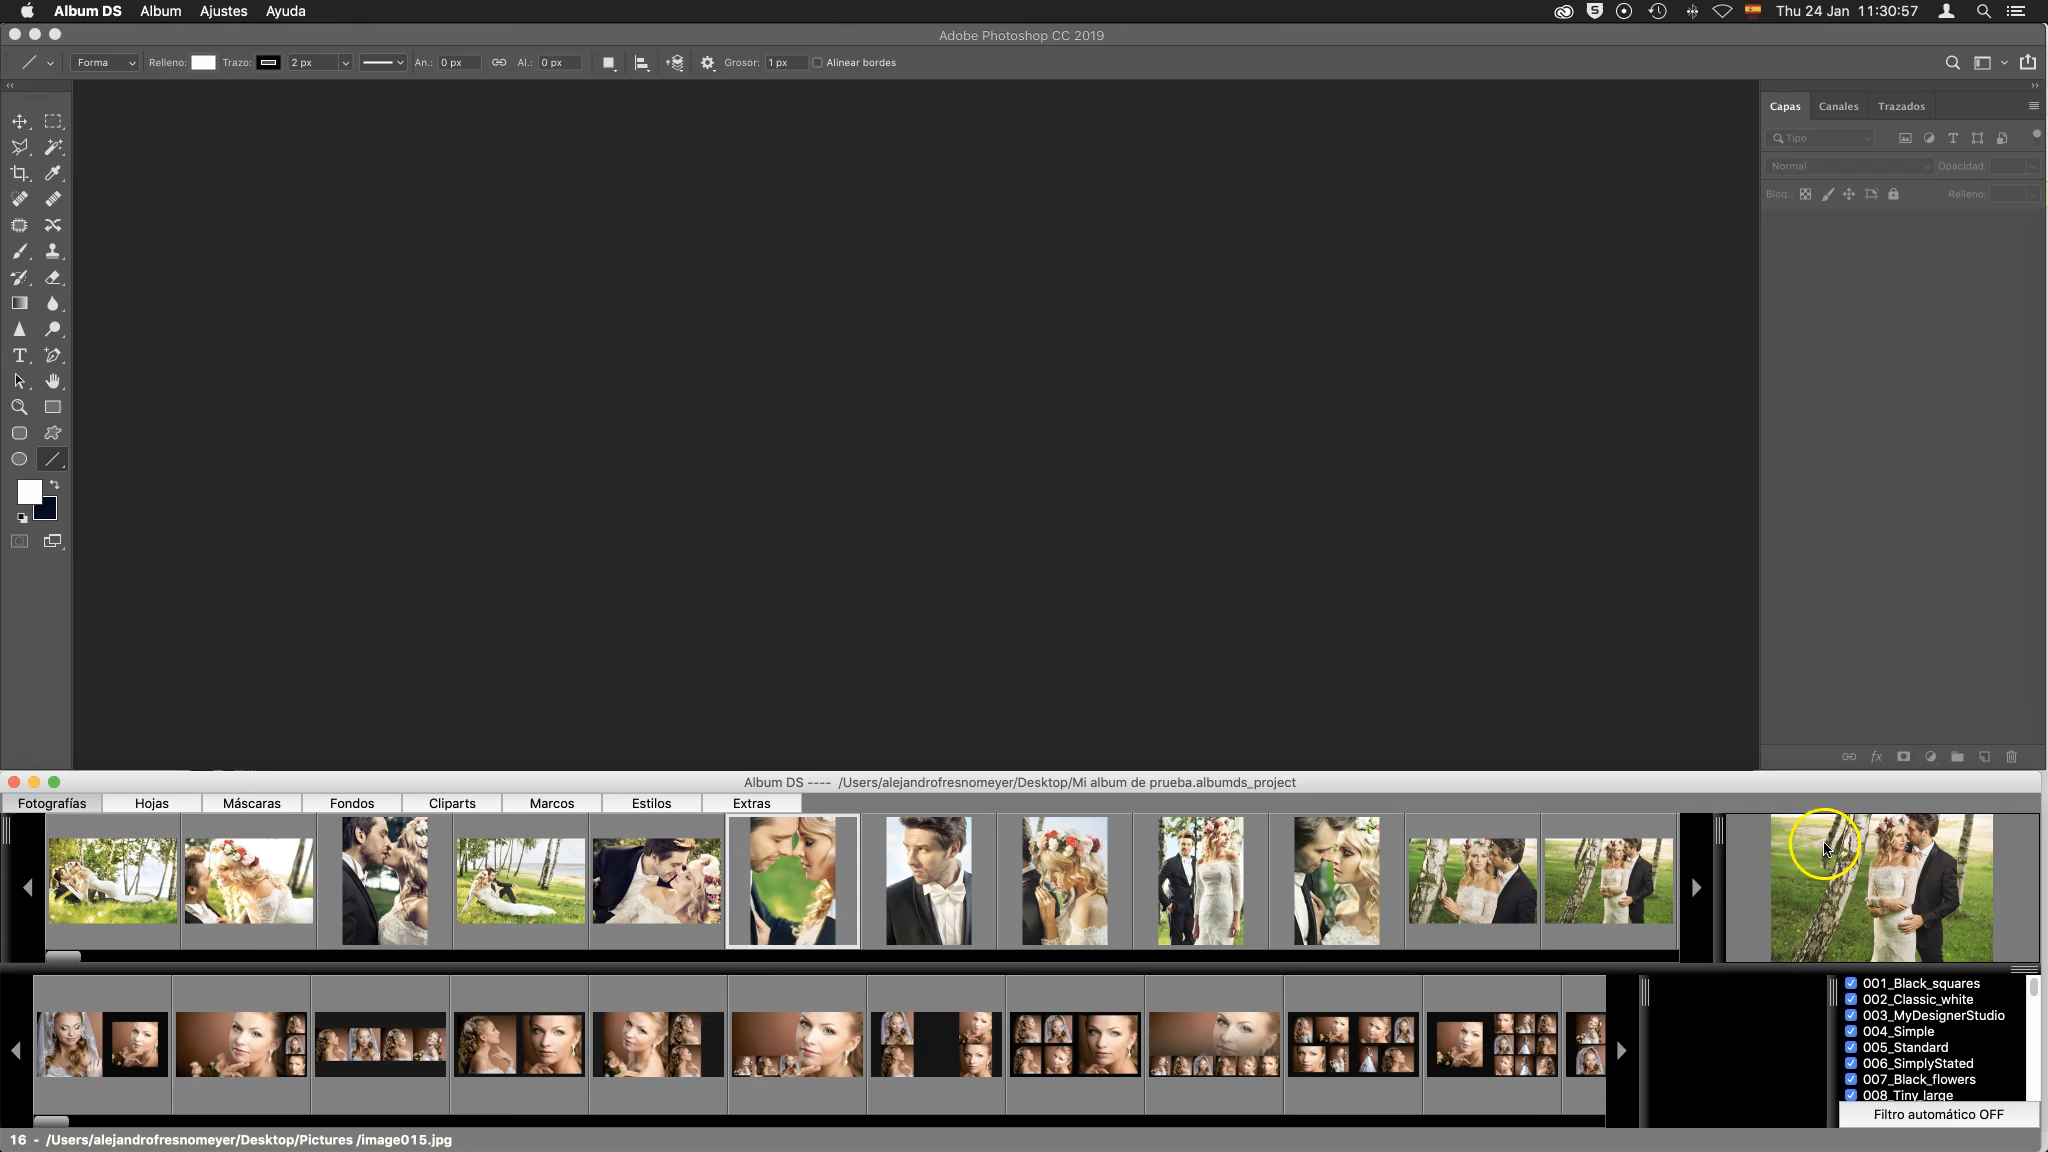 Album DS Album Ajustes Ayuda Thu 24 Jan 11:30:57
Adobe Photoshop CC 2019
Forma Relleno: Trazo: 2 px An.: 0 px Al.: 0 px Grosor: 1 px Alinear bordes
Capas Canales Trazados
Tipo
Normal Opacidad:
Bloq.: Relleno:
Album DS ---- /Users/alejandrofresnomeyer/Desktop/Mi album de prueba.albumds_project
Fotografías Hojas Máscaras Fondos Cliparts Marcos Estilos Extras
001_Black_squares
002_Classic_white
003_MyDesignerStudio
004_Simple
005_Standard
006_SimplyStated
007_Black_flowers
008_Tiny_large
Filtro automático OFF
16 - /Users/alejandrofresnomeyer/Desktop/Pictures /image015.jpg